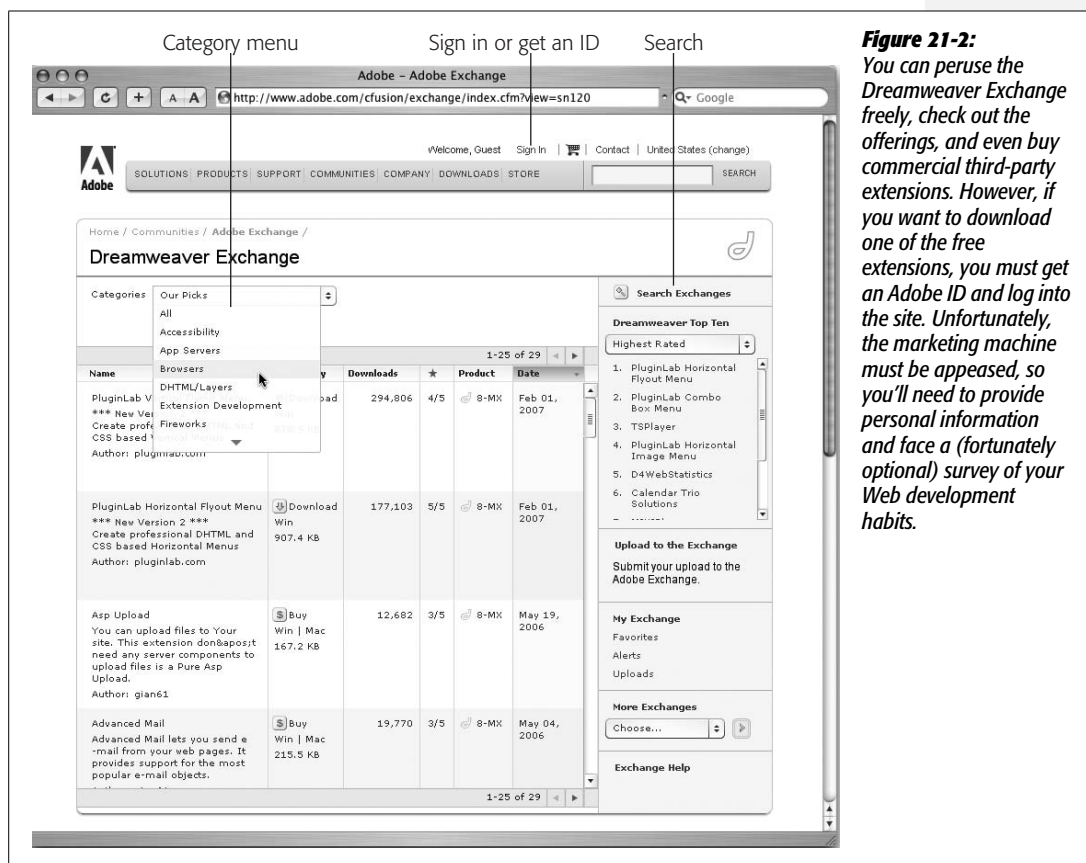 Category menu
Sign in or get an ID
Search
Adobe – Adobe Exchange
A A
http://www.adobe.com/cfusion/exchange/index.cfm?view=sn120
Google
Welcome, Guest Sign In | | Contact | United States (change)
Adobe
SOLUTIONS PRODUCTS SUPPORT COMMUNITIES COMPANY DOWNLOADS STORE
SEARCH
Home / Communities / Adobe Exchange /
Dreamweaver Exchange
Categories
Our Picks
All
Accessibility
App Servers
Browsers
DHTML/Layers
Extension Development
Fireworks
1-25 of 29
Name
Downloads
★
Product
Date
PluginLab
*** New
Create
CSS based
Author: pluginlab.com
294,806
4/5
8-MX
Feb 01,
2007
PluginLab Horizontal Flyout Menu
*** New Version 2 ***
Create professional DHTML and
CSS based Horizontal Menus
Author: pluginlab.com
Download
Win
907.4 KB
177,103
5/5
8-MX
Feb 01,
2007
Asp Upload
You can upload files to Your
site. This extension don&apos;t
need any server components to
upload files is a Pure Asp
Upload.
Author: gian61
$ Buy
Win | Mac
167.2 KB
12,682
3/5
8-MX
May 19,
2006
Advanced Mail
Advanced Mail lets you send e
-mail from your web pages. It
provides support for the most
popular e-mail objects.
$ Buy
Win | Mac
215.5 KB
19,770
3/5
8-MX
May 04,
2006
1-25 of 29
Search Exchanges
Dreamweaver Top Ten
Highest Rated
1. PluginLab Horizontal
Flyout Menu
2. PluginLab Combo
Box Menu
3. TSPlayer
4. PluginLab Horizontal
Image Menu
5. D4WebStatistics
6. Calendar Trio
Solutions
Upload to the Exchange
Submit your upload to the
Adobe Exchange.
My Exchange
Favorites
Alerts
Uploads
More Exchanges
Choose...
Exchange Help
Figure 21-2:
You can peruse the
Dreamweaver Exchange
freely, check out the
offerings, and even buy
commercial third-party
extensions. However, if
you want to download
one of the free
extensions, you must get
an Adobe ID and log into
the site. Unfortunately,
the marketing machine
must be appeased, so
you'll need to provide
personal information
and face a (fortunately
optional) survey of your
Web development
habits.